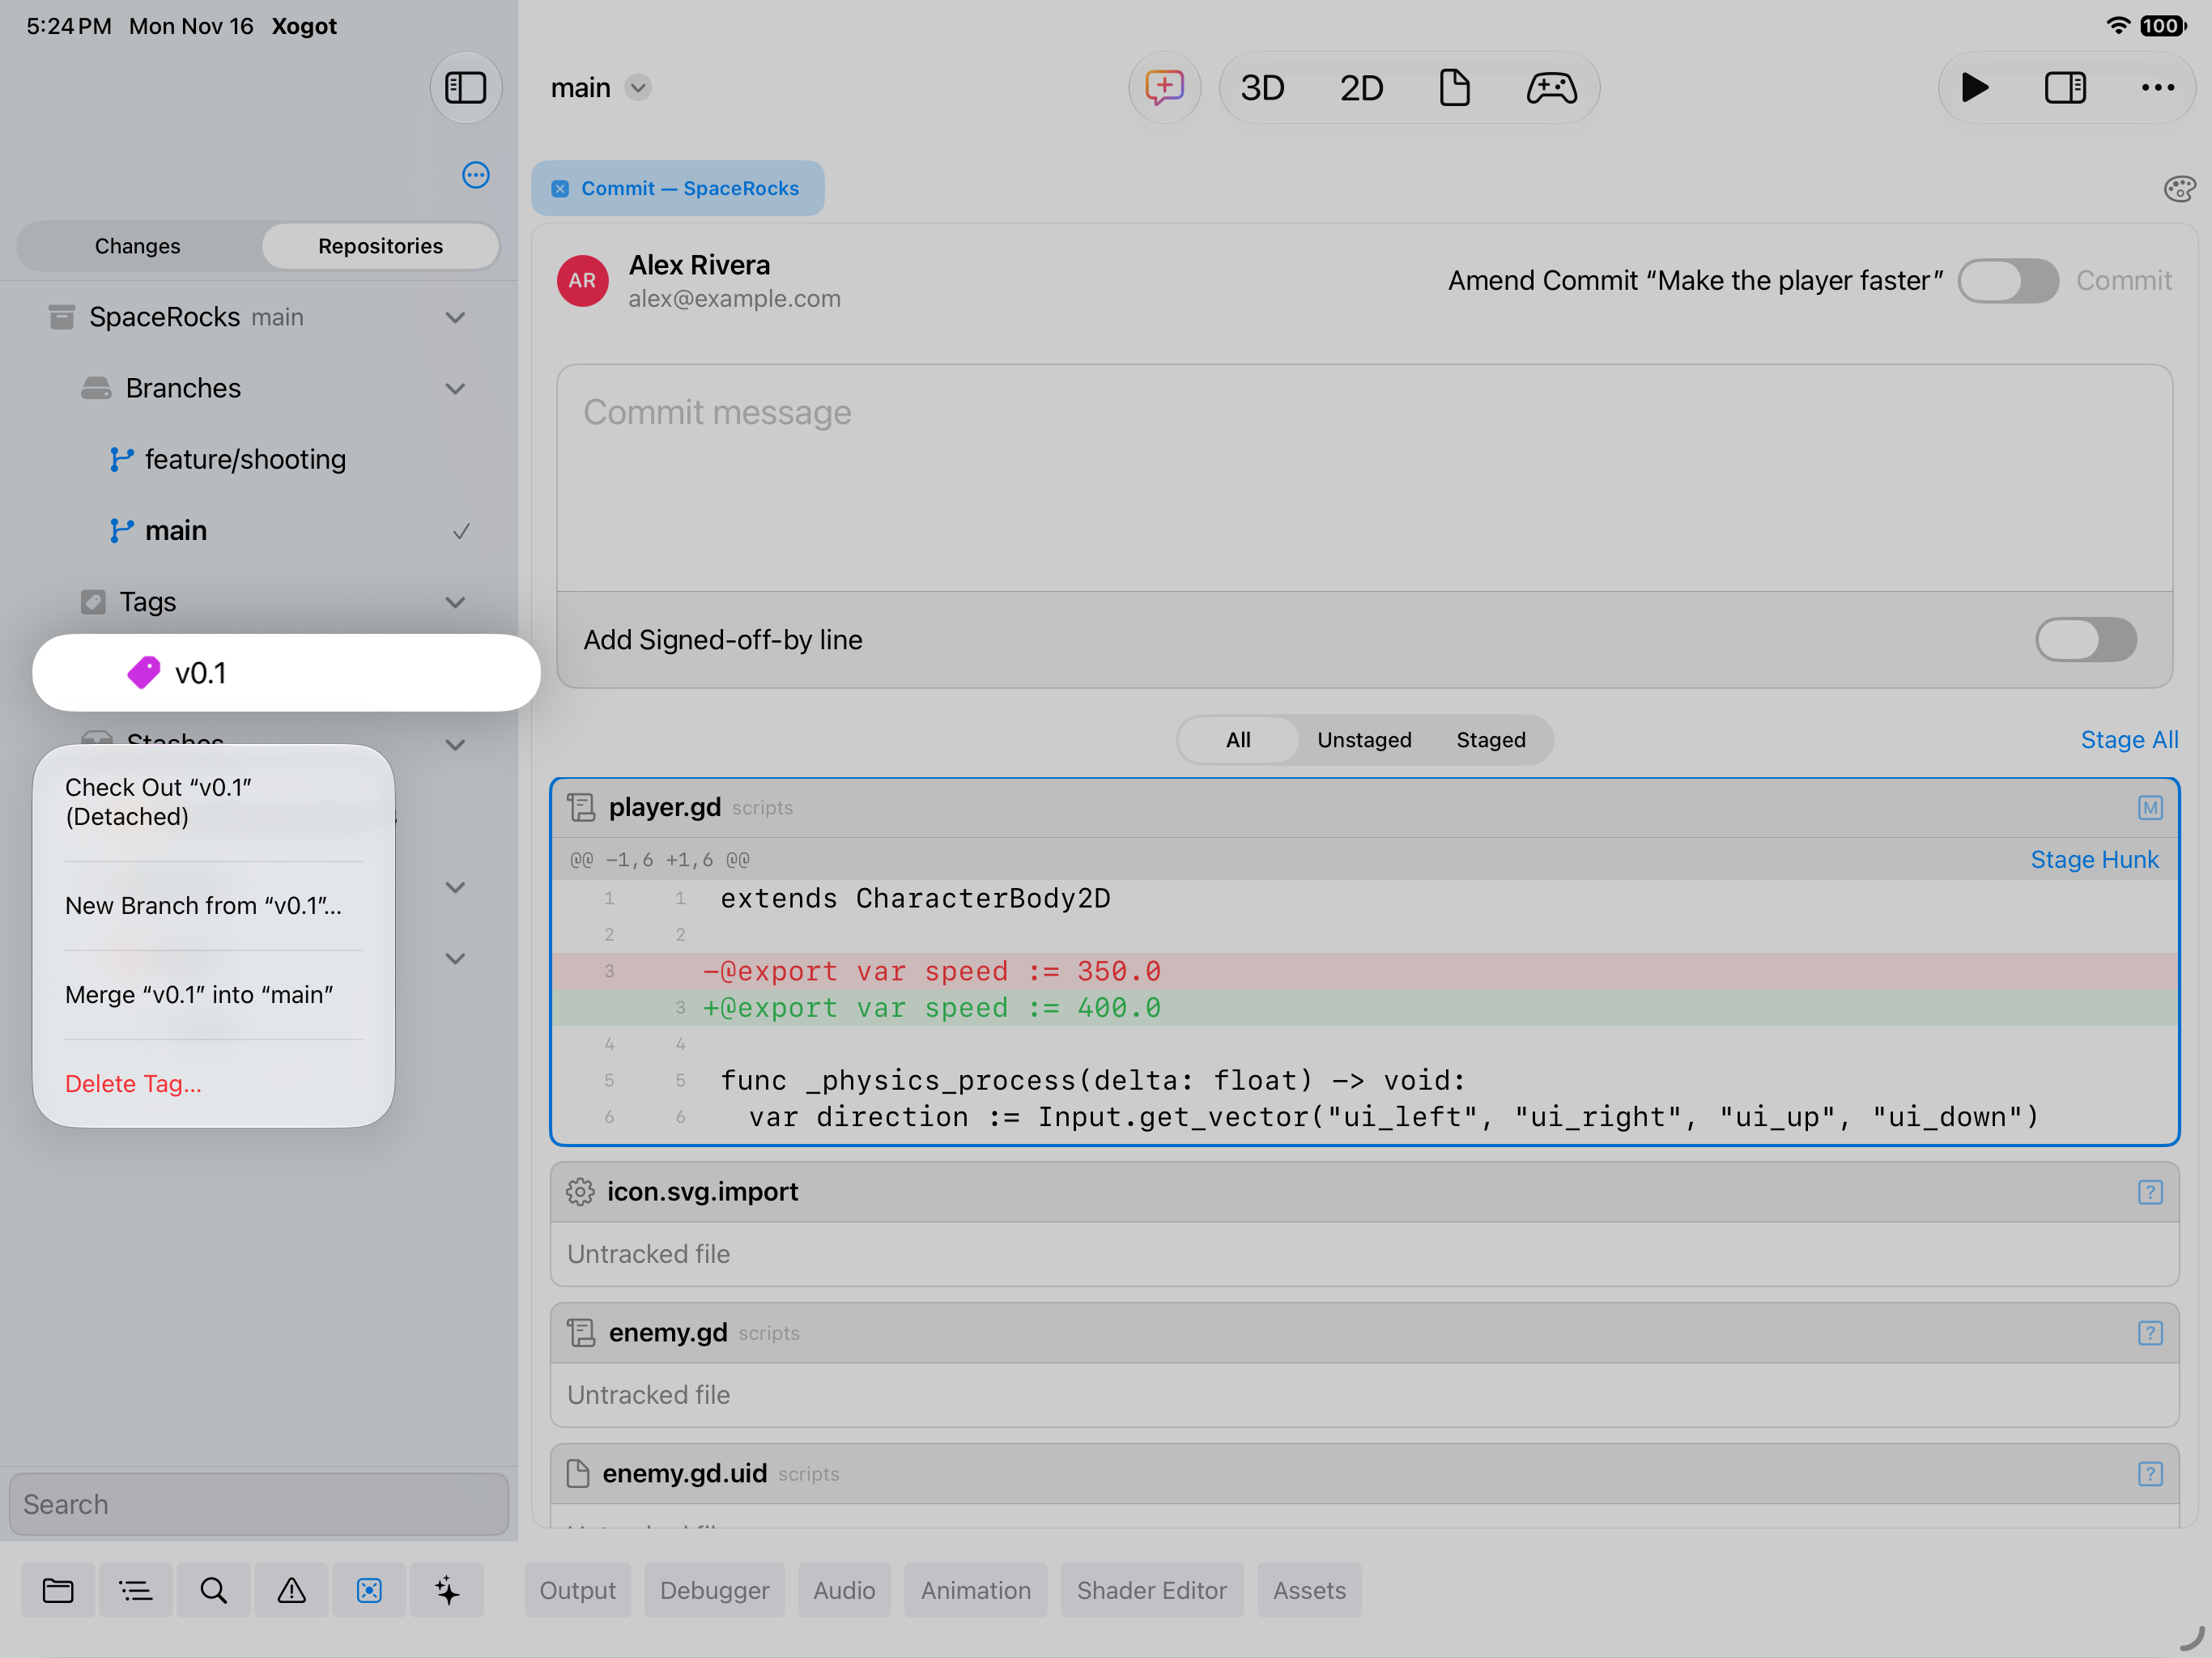 5:24 PM Mon Nov 16 Xogot
100
main
3D
2D
Commit — SpaceRocks
Changes
Repositories
AR
Alex Rivera
alex@example.com
Amend Commit “Make the player faster”
Commit
SpaceRocks main
Branches
feature/shooting
main
Tags
v0.1
Stashes
Commit message
Add Signed-off-by line
All
Unstaged
Staged
Stage All
Check Out “v0.1”
(Detached)
New Branch from “v0.1”...
Merge “v0.1” into “main”
Delete Tag...
player.gd scripts
M
@@ -1,6 +1,6 @@
Stage Hunk
1 1 extends CharacterBody2D
2 2
3 -@export var speed := 350.0
3 +@export var speed := 400.0
4 4
5 5 func _physics_process(delta: float) -> void:
6 6 var direction := Input.get_vector("ui_left", "ui_right", "ui_up", "ui_down")
icon.svg.import
?
Untracked file
enemy.gd scripts
?
Untracked file
enemy.gd.uid scripts
?
Search
Output
Debugger
Audio
Animation
Shader Editor
Assets